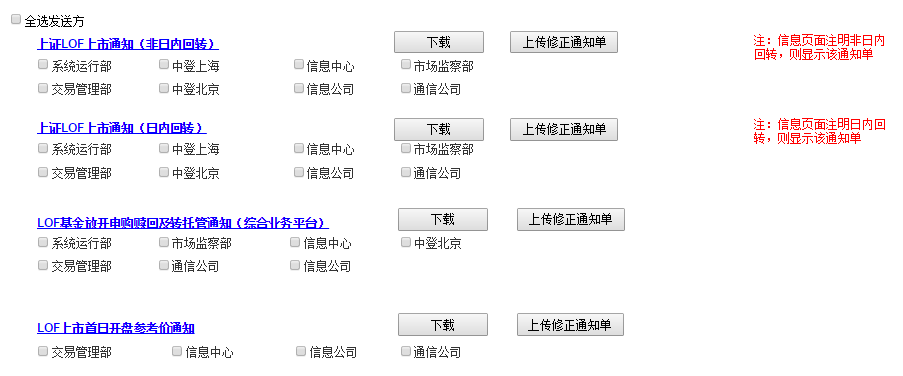 全选发送方
上证LOF上市通知（非日内回转） 下载 上传修正通知单 注：信息页面注明非日内
回转，则显示该通知单
系统运行部 中登上海 信息中心 市场监察部
交易管理部 中登北京 信息公司 通信公司
上证LOF上市通知（日内回转） 下载 上传修正通知单 注：信息页面注明日内回
转，则显示该通知单
系统运行部 中登上海 信息中心 市场监察部
交易管理部 中登北京 信息公司 通信公司
LOF基金放开申购赎回及转托管通知（综合业务平台） 下载 上传修正通知单
系统运行部 市场监察部 信息中心 中登北京
交易管理部 通信公司 信息公司
LOF上市首日开盘参考价通知 下载 上传修正通知单
交易管理部 信息中心 信息公司 通信公司